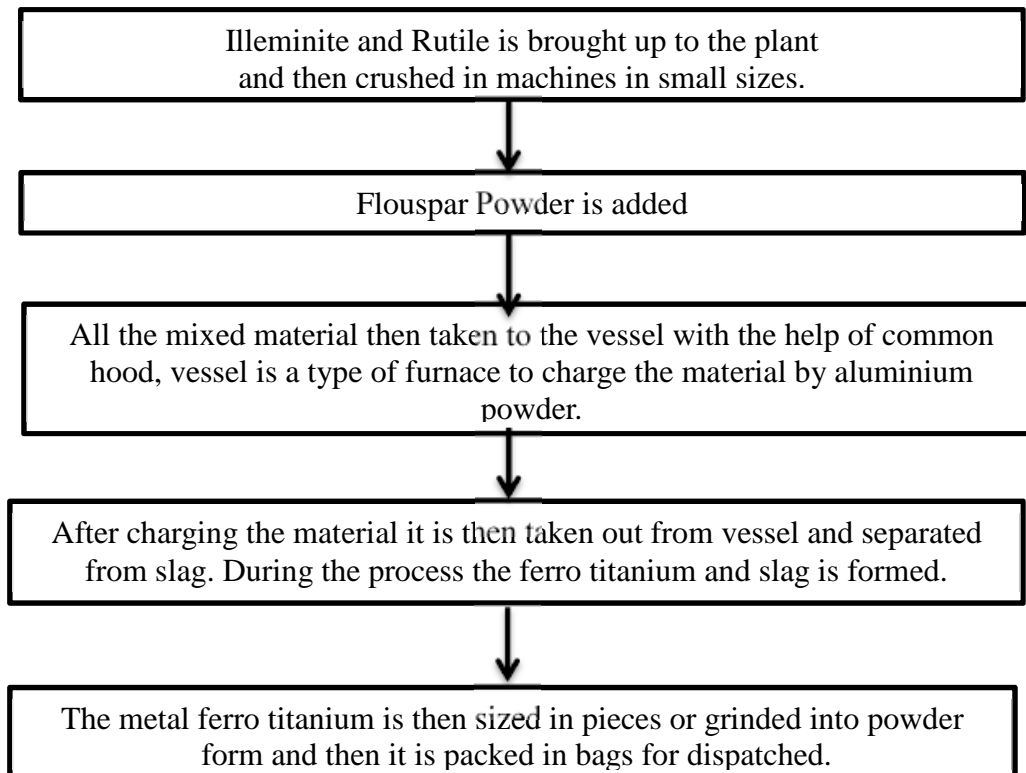 Illeminite and Rutile is brought up to the plant
and then crushed in machines in small sizes.
Flouspar Powder is added
All the mixed material then taken to the vessel with the help of common
hood, vessel is a type of furnace to charge the material by aluminium
powder.
After charging the material it is then taken out from vessel and separated
from slag. During the process the ferro titanium and slag is formed.
The metal ferro titanium is then sized in pieces or grinded into powder
form and then it is packed in bags for dispatched.